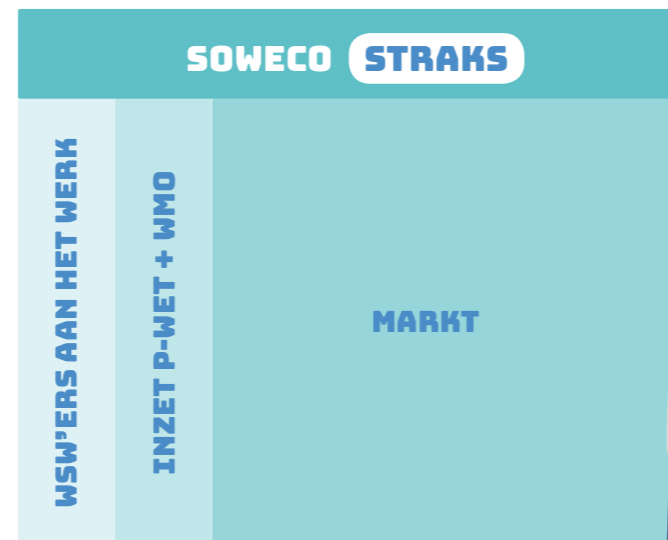 SOWECO STRAKS
WSW'ERS AAN HET WERK
INZET P-WET + WMO
MARKT